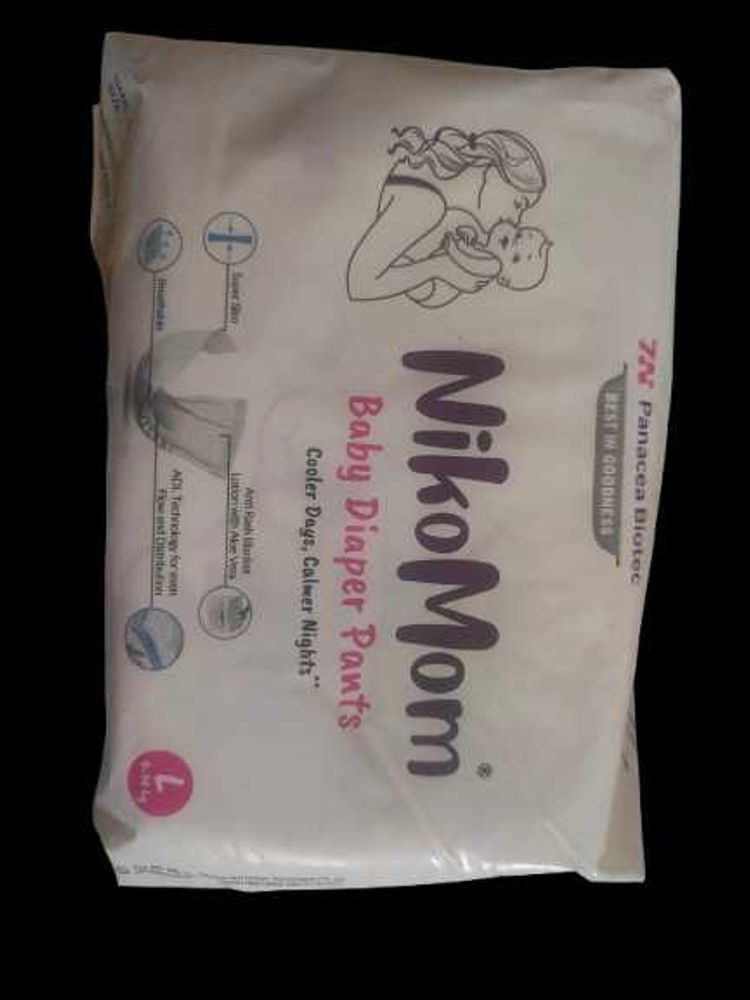 Panacea Biotec
BEST IN GOODNESS
NikoMom®
Baby Diaper Pants
Cooler Days, Calmer Nights
Super Slim
Breathable
Anti Rash Barrier
Lotion with Aloe Vera
ADL Technology for even
Flow and Distribution
L